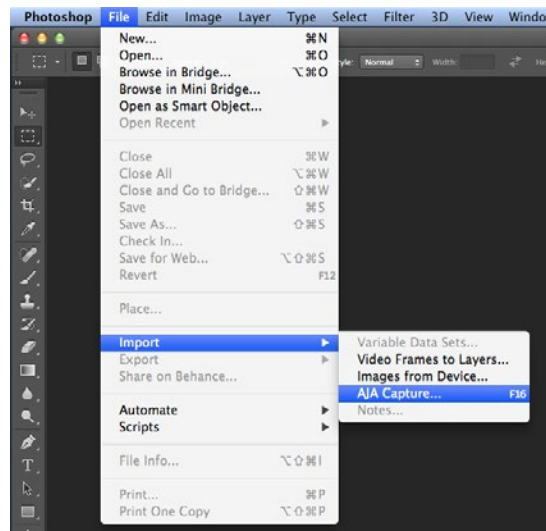 Photoshop File Edit Image Layer Type Select Filter 3D View Windo
New... ⌘N
Open... ⌘O
Browse in Bridge... ⌥⌘O
Browse in Mini Bridge...
Open as Smart Object...
Open Recent
Normal Width:
Close ⌘W
Close All ⌥⌘W
Close and Go to Bridge... ⇧⌘W
Save ⌘S
Save As... ⇧⌘S
Check In...
Save for Web... ⌥⇧⌘S
Revert F12
Place...
Import
Export
Share on Behance...
Variable Data Sets...
Video Frames to Layers...
Images from Device...
AJA Capture... F16
Notes...
Automate
Scripts
File Info... ⌥⇧⌘I
Print... ⌘P
Print One Copy ⌥⇧⌘P